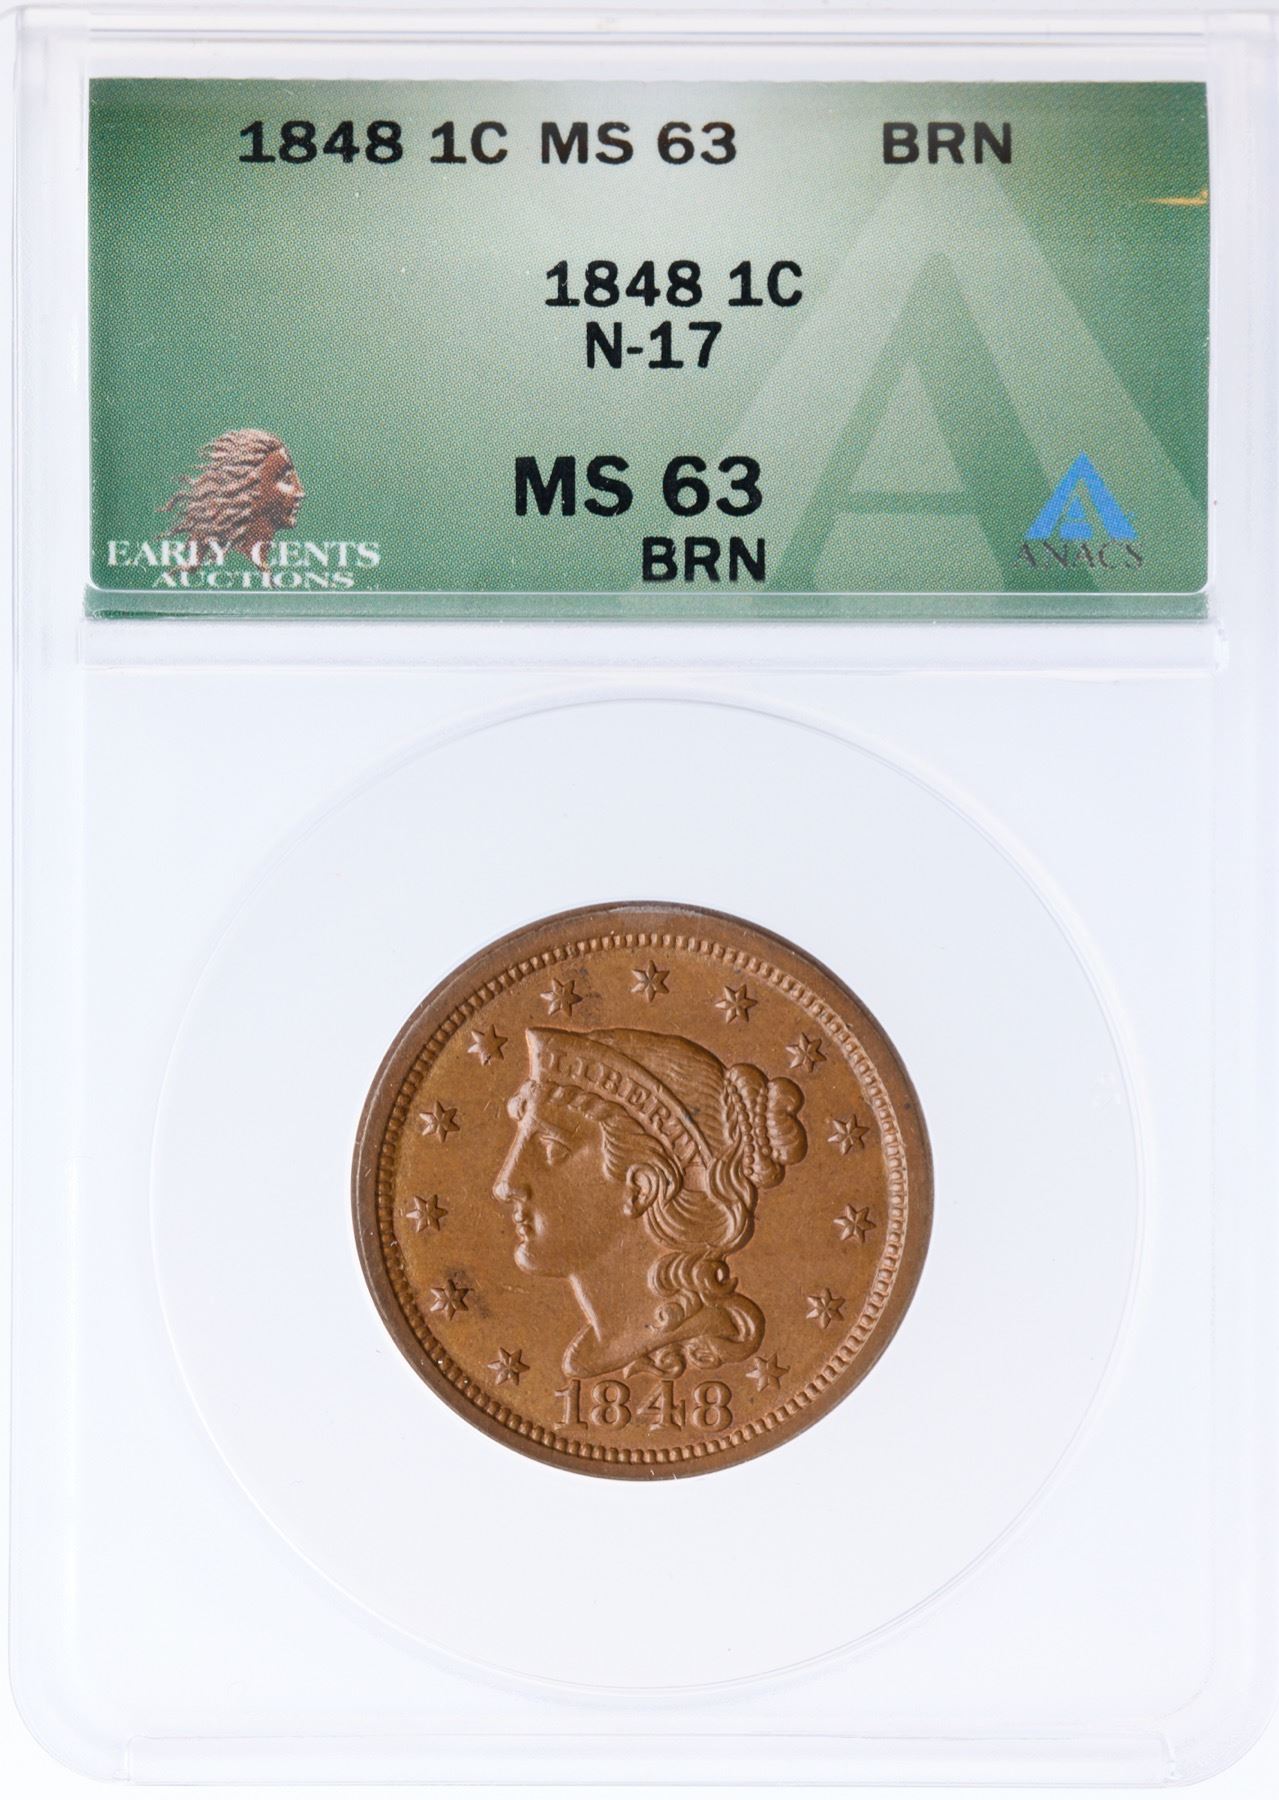 1848 1C MS 63 BRN
1848 1C
N-17
MS 63
BRN
EARLY CENTS
AUCTIONS
ANACS
LIBERTY
1848